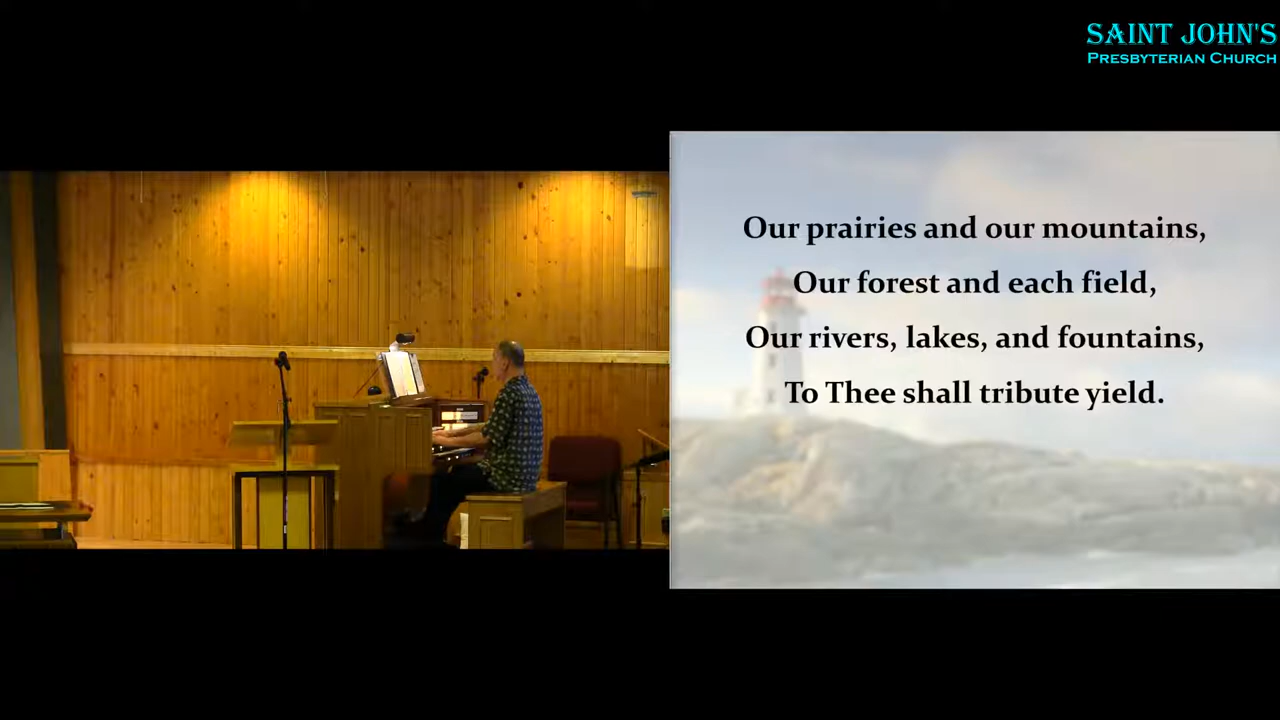 SAINT JOHN'S
PRESBYTERIAN CHURCH
Our prairies and our mountains,
Our forest and each field,
Our rivers, lakes, and fountains,
To Thee shall tribute yield.